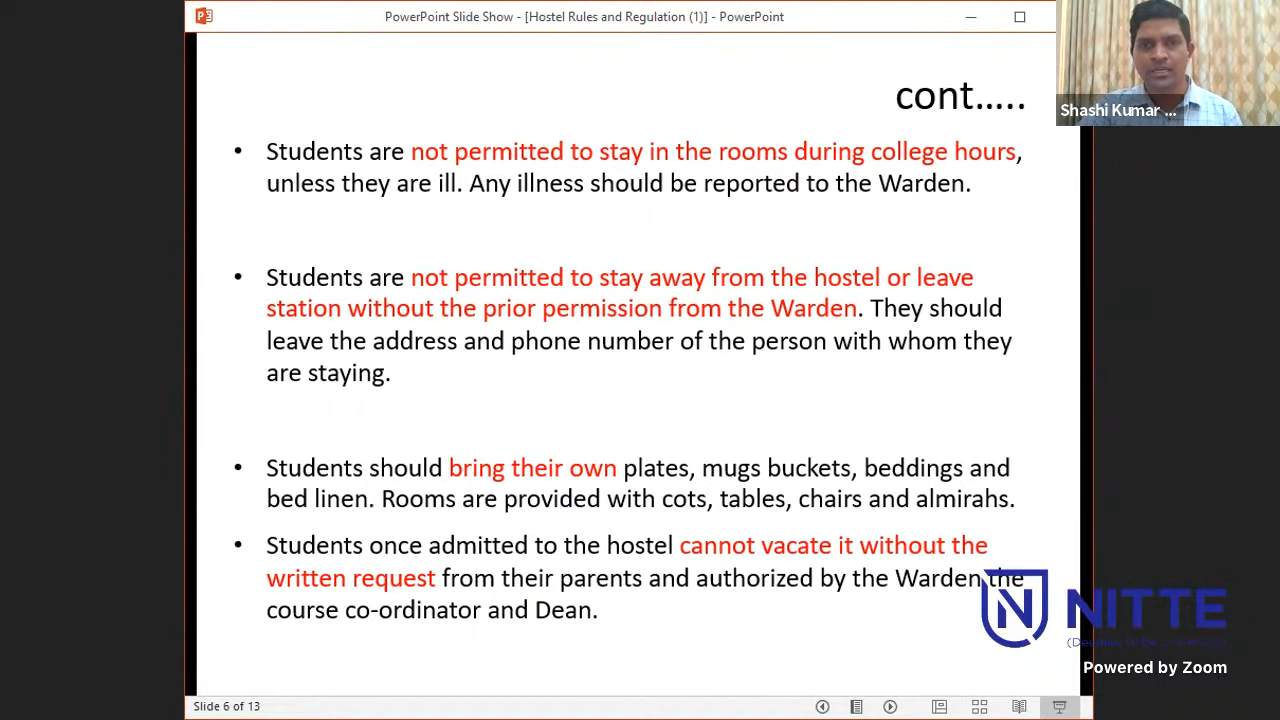 PowerPoint Slide Show - [Hostel Rules and Regulation (1)] - PowerPoint
Shashi Kumar ...
cont.....
• Students are not permitted to stay in the rooms during college hours,
unless they are ill. Any illness should be reported to the Warden.
• Students are not permitted to stay away from the hostel or leave
station without the prior permission from the Warden. They should
leave the address and phone number of the person with whom they
are staying.
• Students should bring their own plates, mugs buckets, beddings and
bed linen. Rooms are provided with cots, tables, chairs and almirahs.
• Students once admitted to the hostel cannot vacate it without the
written request from their parents and authorized by the Warden the
course co-ordinator and Dean.
N NITTE
(Deemed to be
Powered by Zoom
Slide 6 of 13